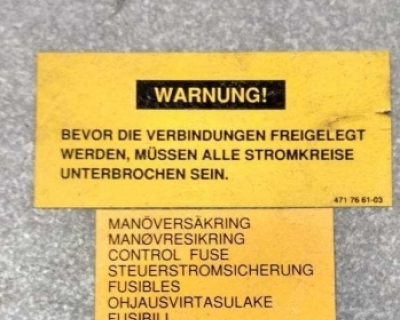 WARNUNG!
BEVOR DIE VERBINDUNGEN FREIGELEGT
WERDEN, MÜSSEN ALLE STROMKREISE
UNTERBROCHEN SEIN.
471 76 61-03
MANÖVERSÄKRING
MANØVRESIKRING
CONTROL FUSE
STEUERSTROMSICHERUNG
FUSIBLES
OHJAUSVIRTASULAKE
FUSIBILI